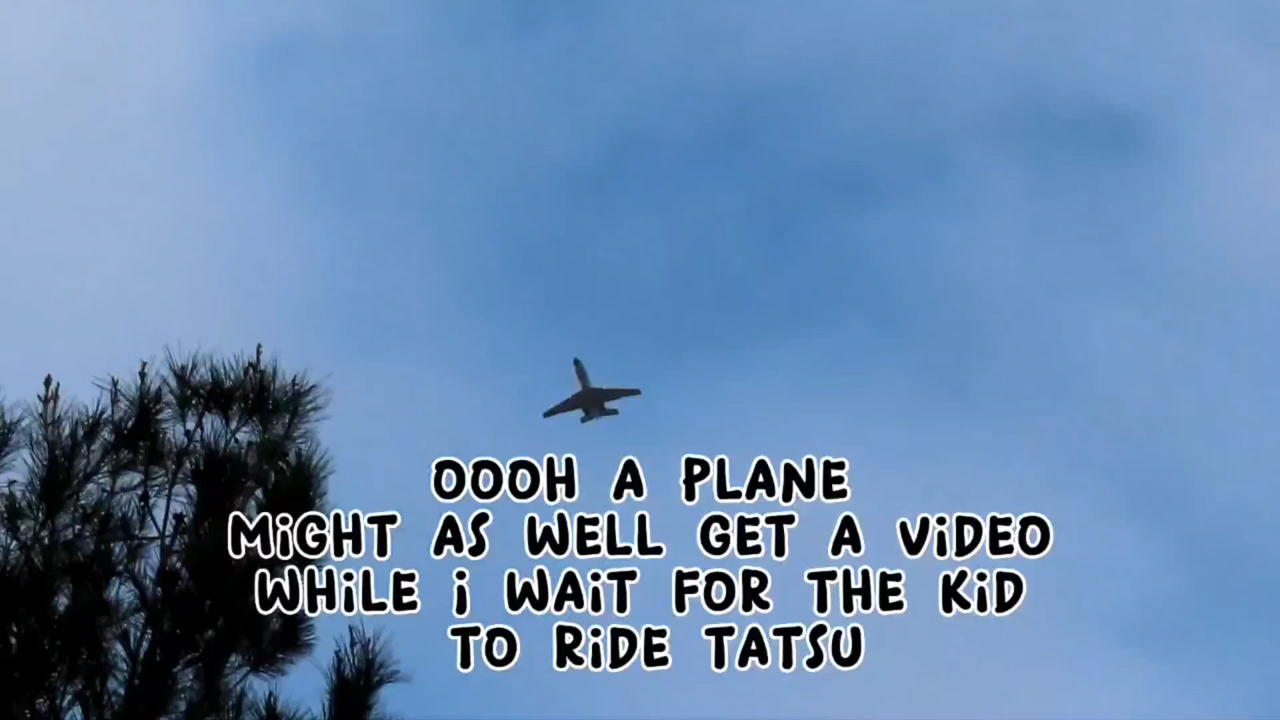 OOOH A PLANE
MiGHT AS WELL GET A ViDEO
WHiLE i WAiT FOR THE KiD
TO RiDE TATSU